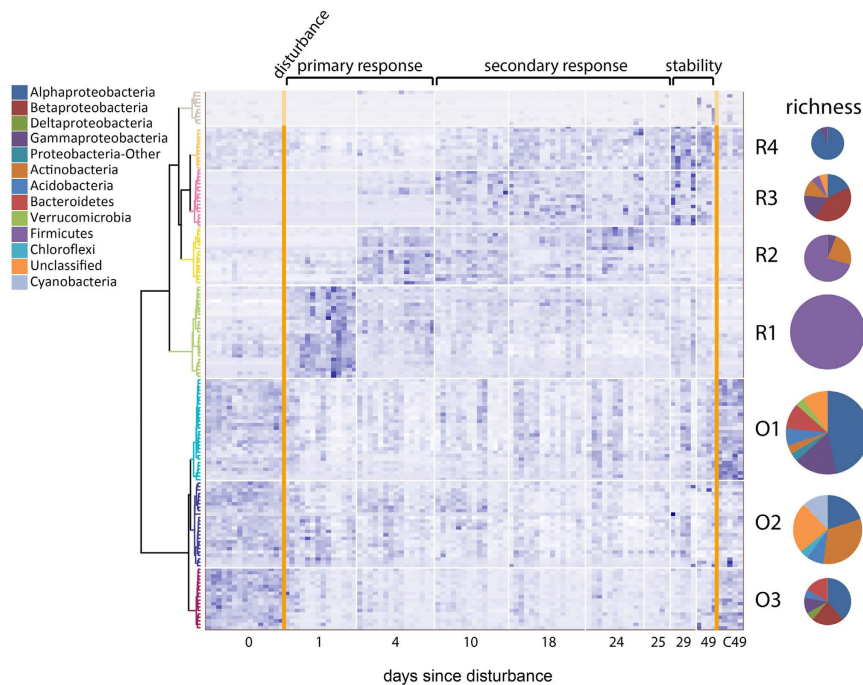 disturbance
primary response
secondary response
stability
Alphaproteobacteria
Betaproteobacteria
Deltaproteobacteria
Gammaproteobacteria
Proteobacteria-Other
Actinobacteria
Acidobacteria
Bacteroidetes
Verrucomicrobia
Firmicutes
Chloroflexi
Unclassified
Cyanobacteria
richness
R4
R3
R2
R1
O1
O2
O3
0 1 4 10 18 24 25 29 49 C49
days since disturbance